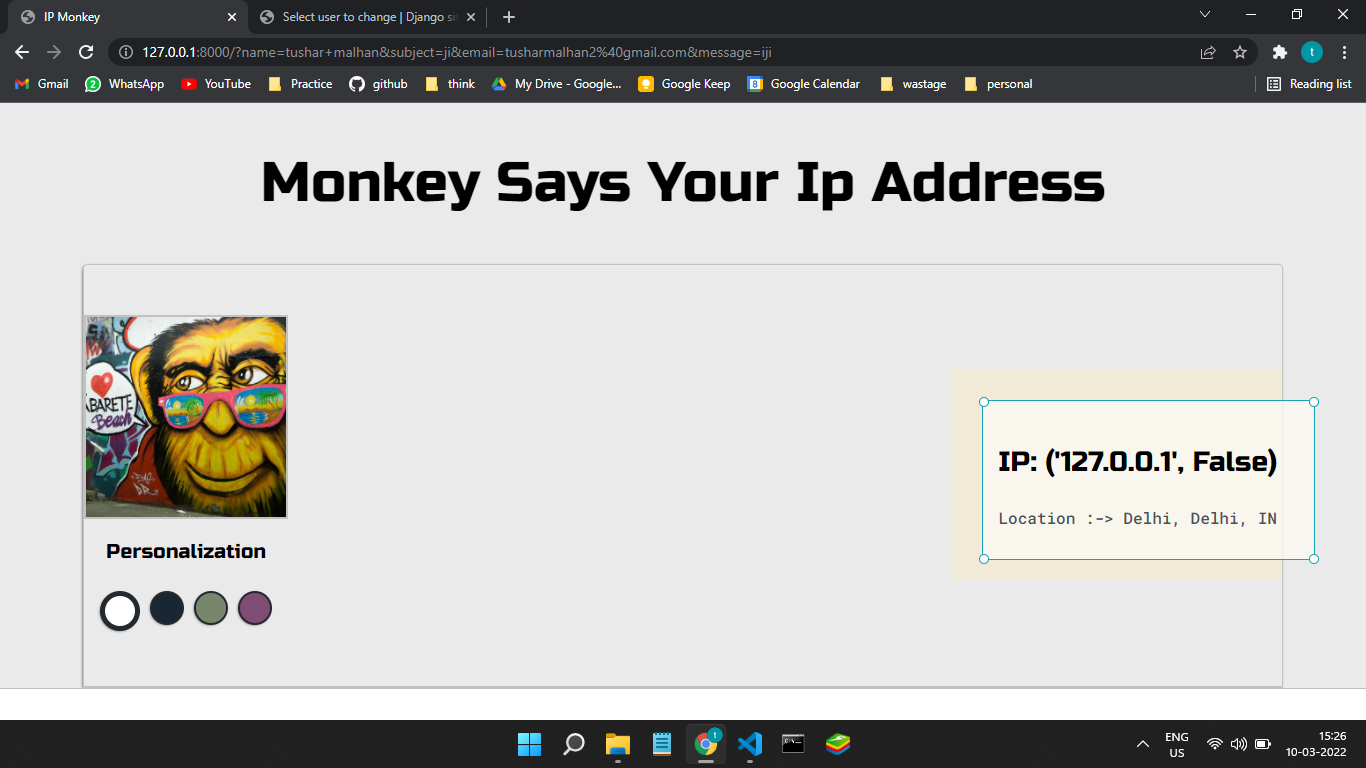 IP Monkey
Select user to change | Django si
127.0.0.1:8000/?name=tushar+malhan&subject=ji&email=tusharmalhan2%40gmail.com&message=iji
t
Gmail
2 WhatsApp
YouTube
Practice
github
think
My Drive - Google...
Google Keep
8 Google Calendar
wastage
personal
Reading list
Monkey Says Your Ip Address
BARETE
Beach
IP: ('127.0.0.1', False)
Location :-> Delhi, Delhi, IN
Personalization
t
ENG
US
15:26
10-03-2022